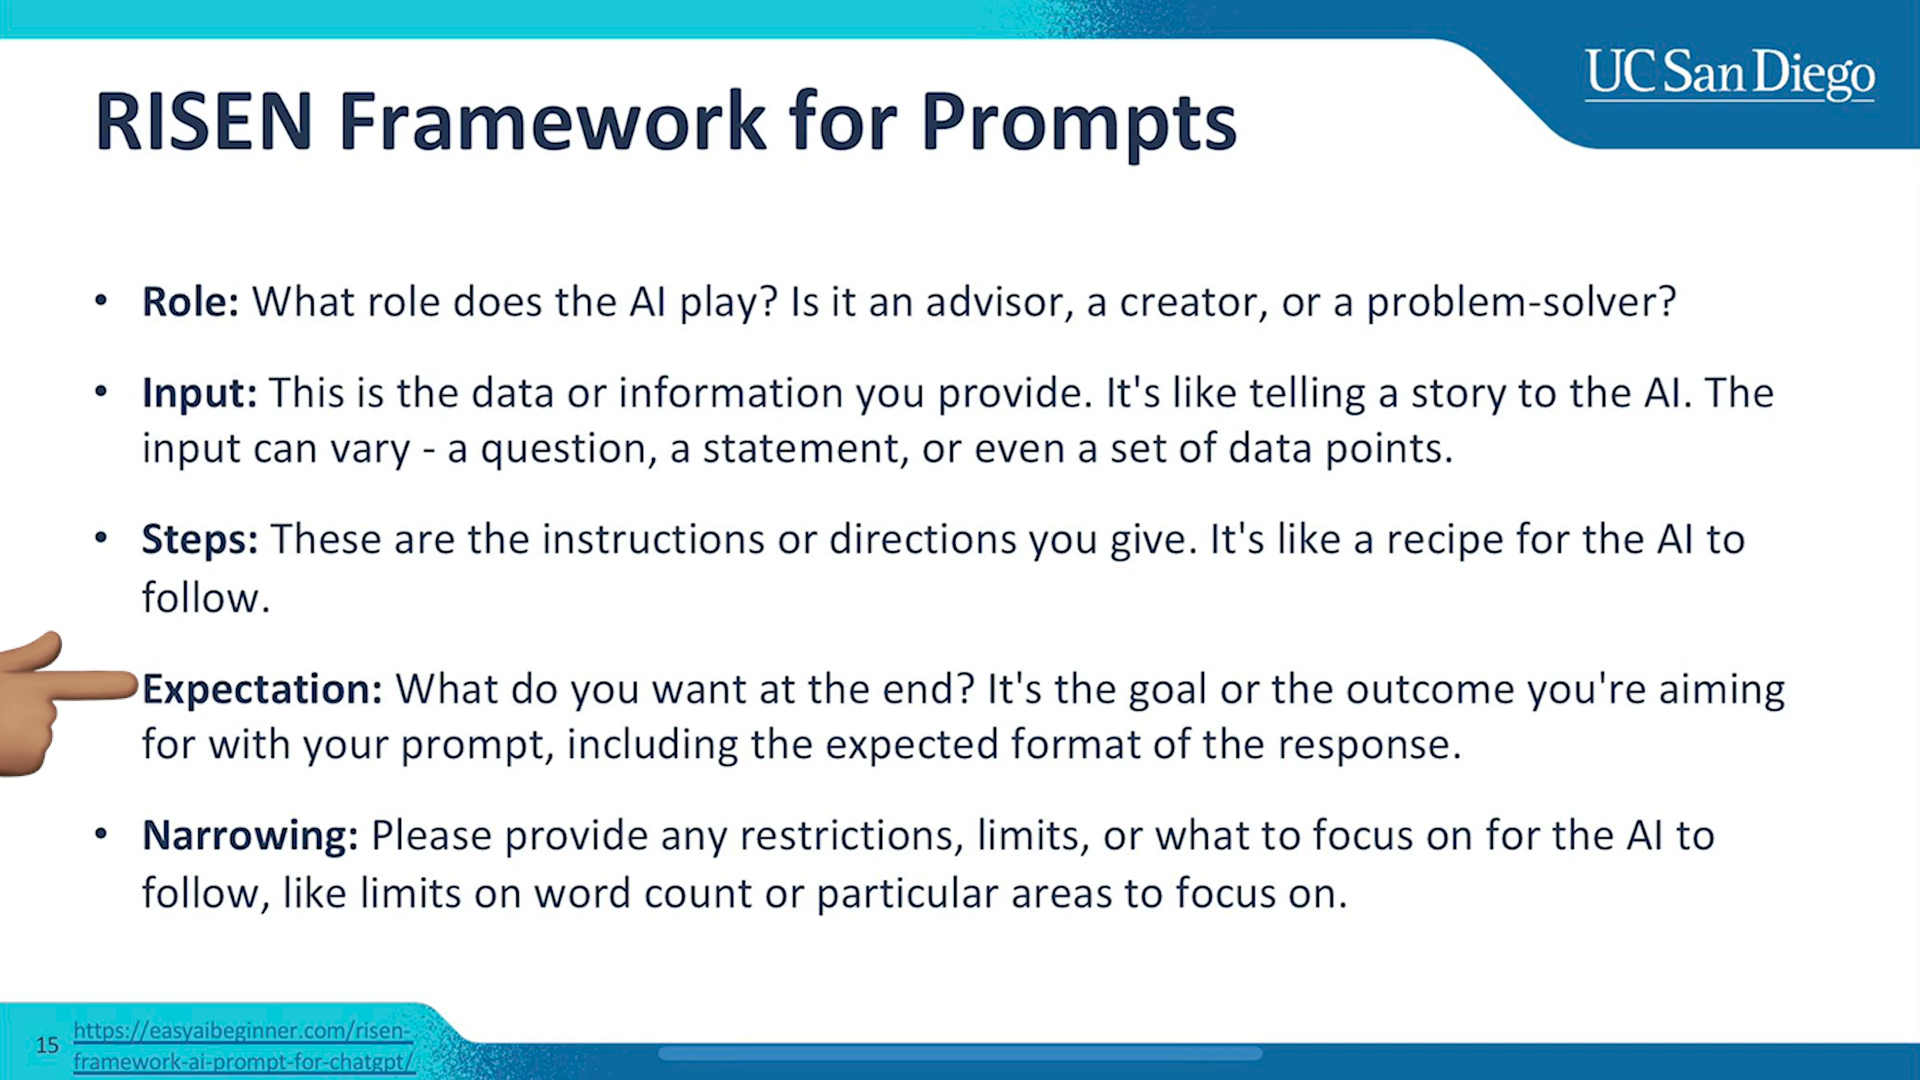 UC San Diego
RISEN Framework for Prompts
• Role: What role does the AI play? Is it an advisor, a creator, or a problem-solver?
• Input: This is the data or information you provide. It's like telling a story to the AI. The
input can vary - a question, a statement, or even a set of data points.
• Steps: These are the instructions or directions you give. It's like a recipe for the AI to
follow.
Expectation: What do you want at the end? It's the goal or the outcome you're aiming
for with your prompt, including the expected format of the response.
• Narrowing: Please provide any restrictions, limits, or what to focus on for the AI to
follow, like limits on word count or particular areas to focus on.
15
https://easyaibeginner.com/risen-
framework-ai-prompt-for-chatgpt/